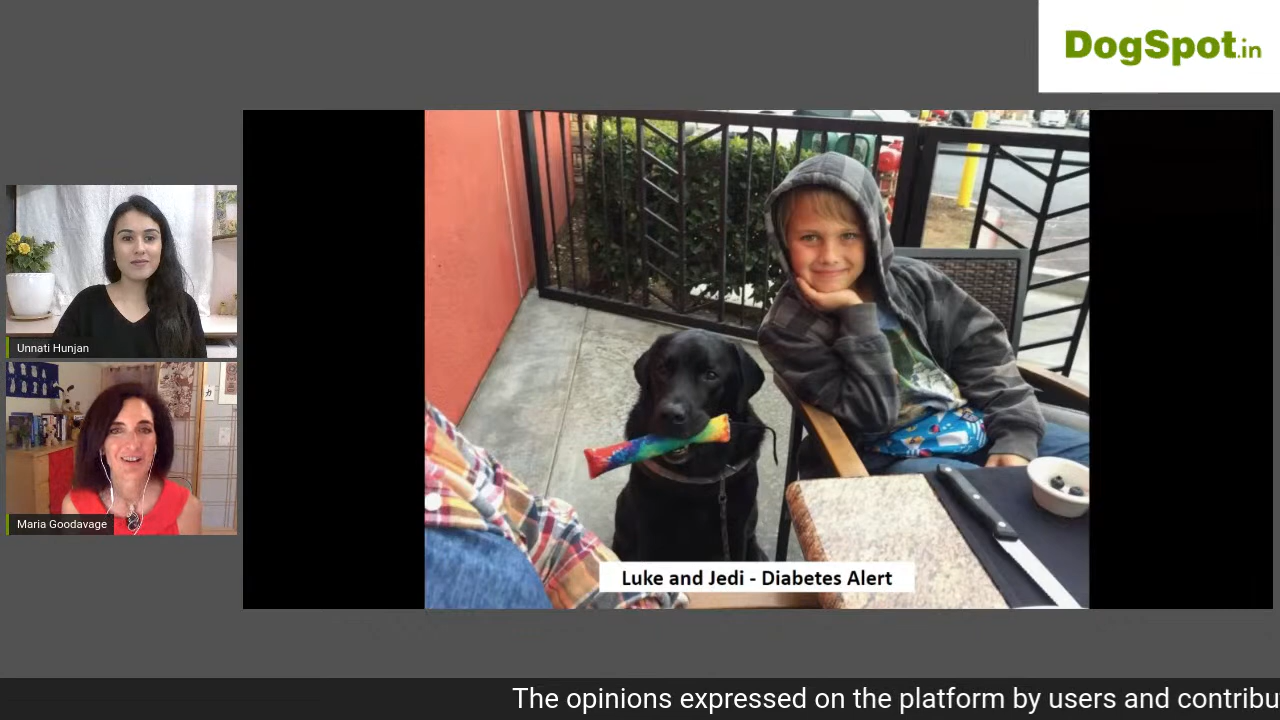 DogSpot.in
Unnati Hunjan
Maria Goodavage
Luke and Jedi - Diabetes Alert
The opinions expressed on the platform by users and contribu